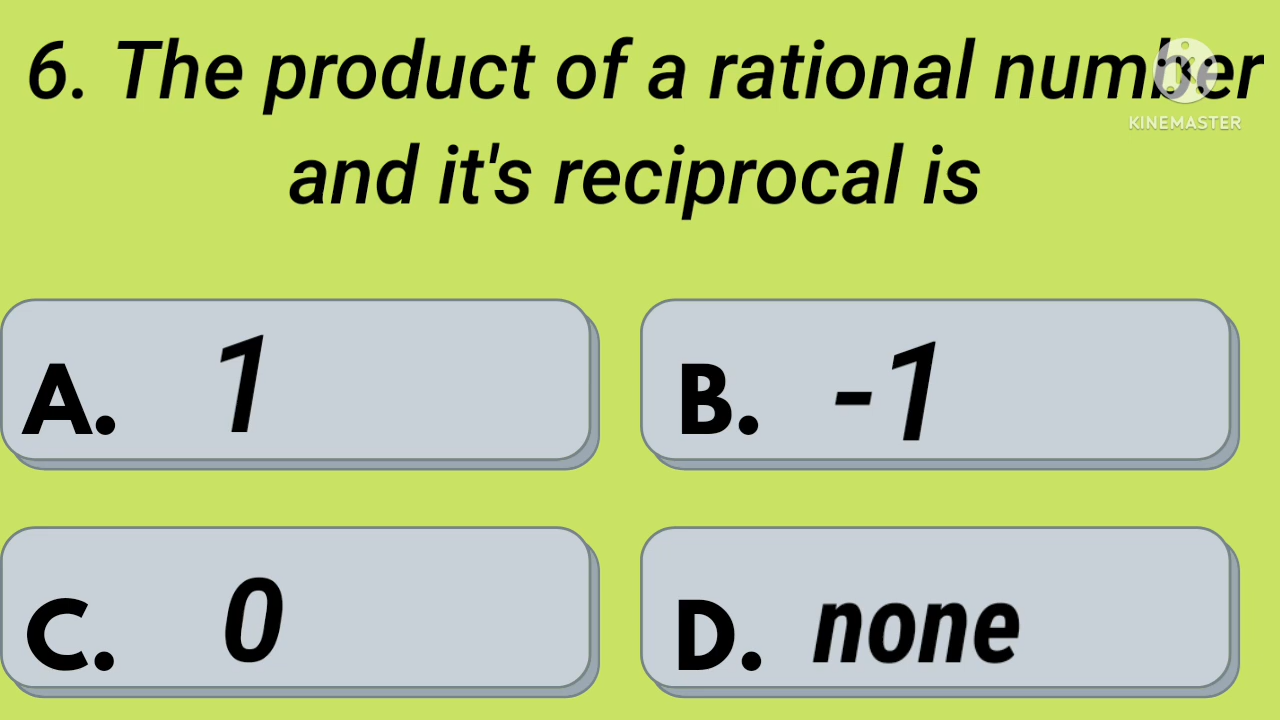 6. The product of a rational number
KINEMASTER
and it's reciprocal is
A. 1
B. -1
C. 0
D. none